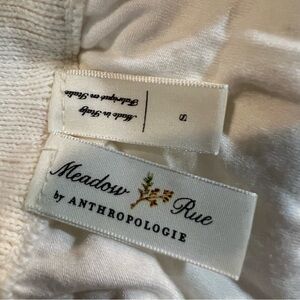 S
Made in Italy
Fabriqué en Italie
Meadow Rue
by ANTHROPOLOGIE